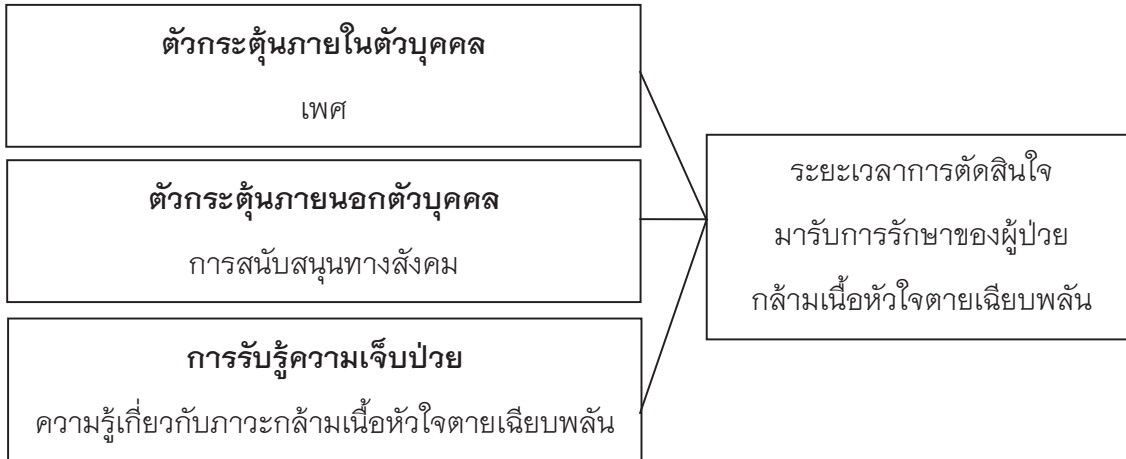 ตัวกระตุ้นภายในตัวบุคคล
เพศ
ตัวกระตุ้นภายนอกตัวบุคคล
การสนับสนุนทางสังคม
การรับรู้ความเจ็บป่วย
ความรู้เกี่ยวกับภาวะกล้ามเนื้อหัวใจตายเฉียบพลัน
ระยะเวลาการตัดสินใจ
มารับการรักษาของผู้ป่วย
กล้ามเนื้อหัวใจตายเฉียบพลัน